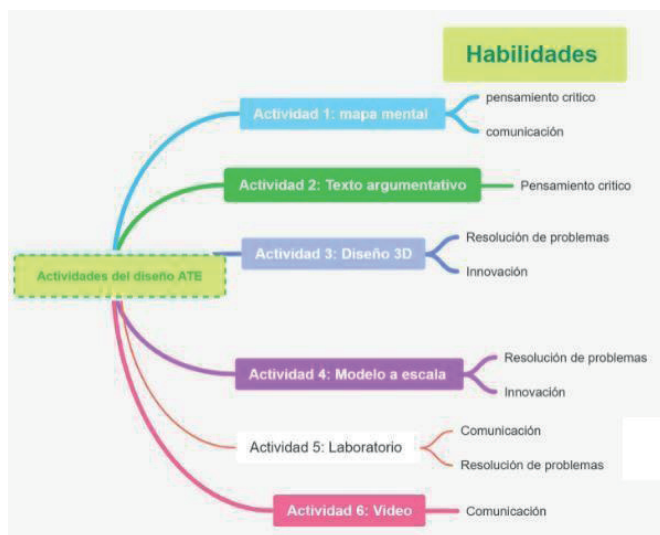 Habilidades
Actividades del diseño ATE
Actividad 1: mapa mental
pensamiento critico
comunicación
Actividad 2: Texto argumentativo
Pensamiento critico
Actividad 3: Diseño 3D
Resolución de problemas
Innovación
Actividad 4: Modelo a escala
Resolución de problemas
Innovación
Actividad 5: Laboratorio
Comunicación
Resolución de problemas
Actividad 6: Video
Comunicación